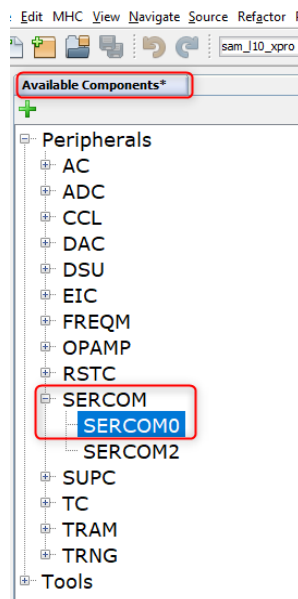 Edit MHC View Navigate Source Refactor
sam_l10_xpro
Available Components*
Peripherals
AC
ADC
CCL
DAC
DSU
EIC
FREQM
OPAMP
RSTC
SERCOM
SERCOM0
SERCOM2
SUPC
TC
TRAM
TRNG
Tools